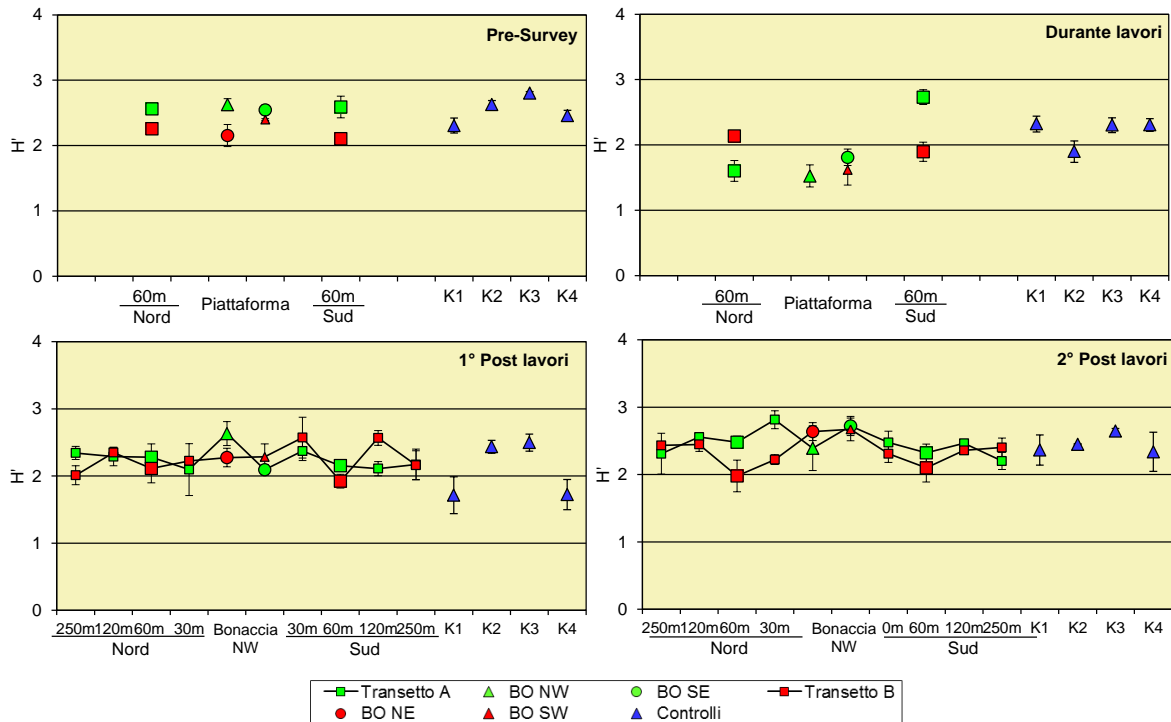 4
3
2
1
0
H'
Pre-Survey
60m
Nord
Piattaforma
60m
Sud
K1 K2 K3 K4
4
3
2
1
0
H'
Durante lavori
60m
Nord
Piattaforma
60m
Sud
K1 K2 K3 K4
4
3
2
1
0
H'
1° Post lavori
250m 120m 60m 30m
Nord
Bonaccia
NW
30m 60m 120m 250m
Sud
K1 K2 K3 K4
4
3
2
1
0
H'
2° Post lavori
250m 120m 60m 30m
Nord
Bonaccia
NW
0m 60m 120m 250m
Sud
K1 K2 K3 K4
Transetto A BO NW BO SE Transetto B
BO NE BO SW Controlli